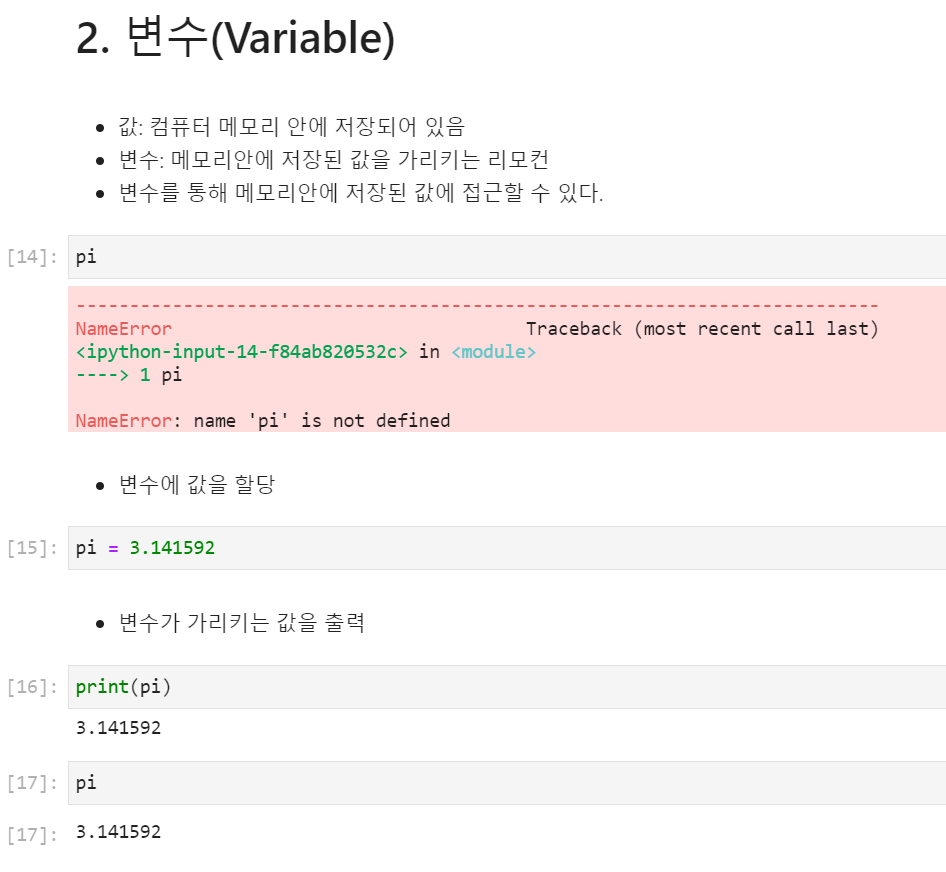 2. 변수(Variable)
• 값: 컴퓨터 메모리 안에 저장되어 있음
• 변수: 메모리안에 저장된 값을 가리키는 리모컨
• 변수를 통해 메모리안에 저장된 값에 접근할 수 있다.
[14]: pi
---------------------------------------------------------------------------
NameError Traceback (most recent call last)
<ipython-input-14-f84ab820532c> in <module>
----> 1 pi
NameError: name 'pi' is not defined
• 변수에 값을 할당
[15]: pi = 3.141592
• 변수가 가리키는 값을 출력
[16]: print(pi)
3.141592
[17]: pi
[17]: 3.141592